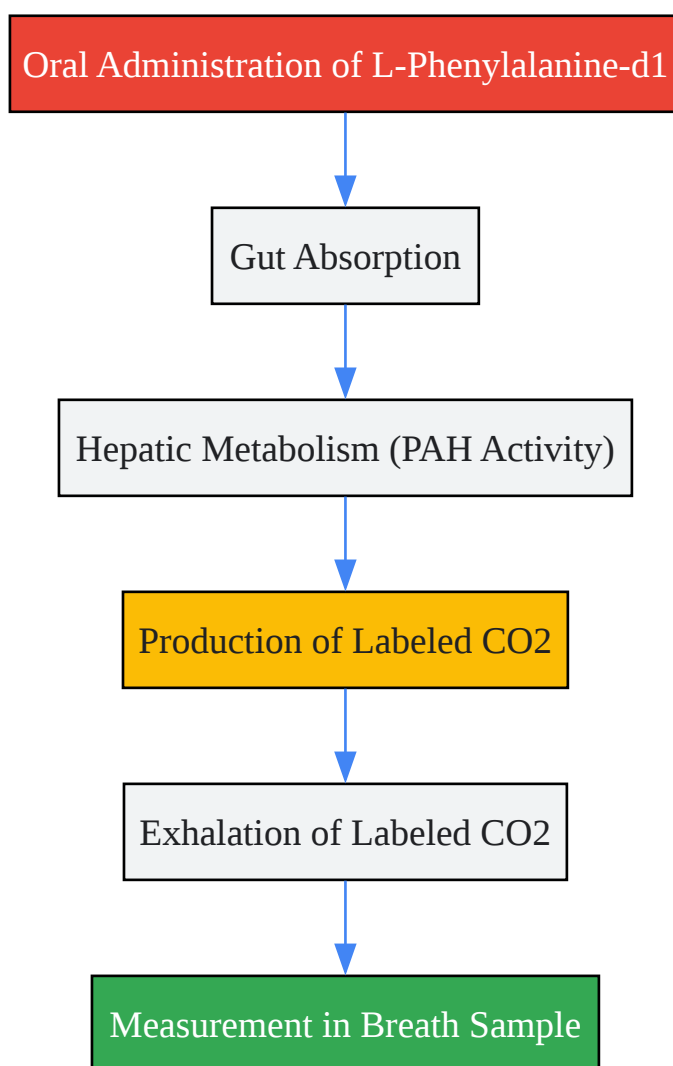 Oral Administration of L-Phenylalanine-d1
Gut Absorption
Hepatic Metabolism (PAH Activity)
Production of Labeled CO2
Exhalation of Labeled CO2
Measurement in Breath Sample